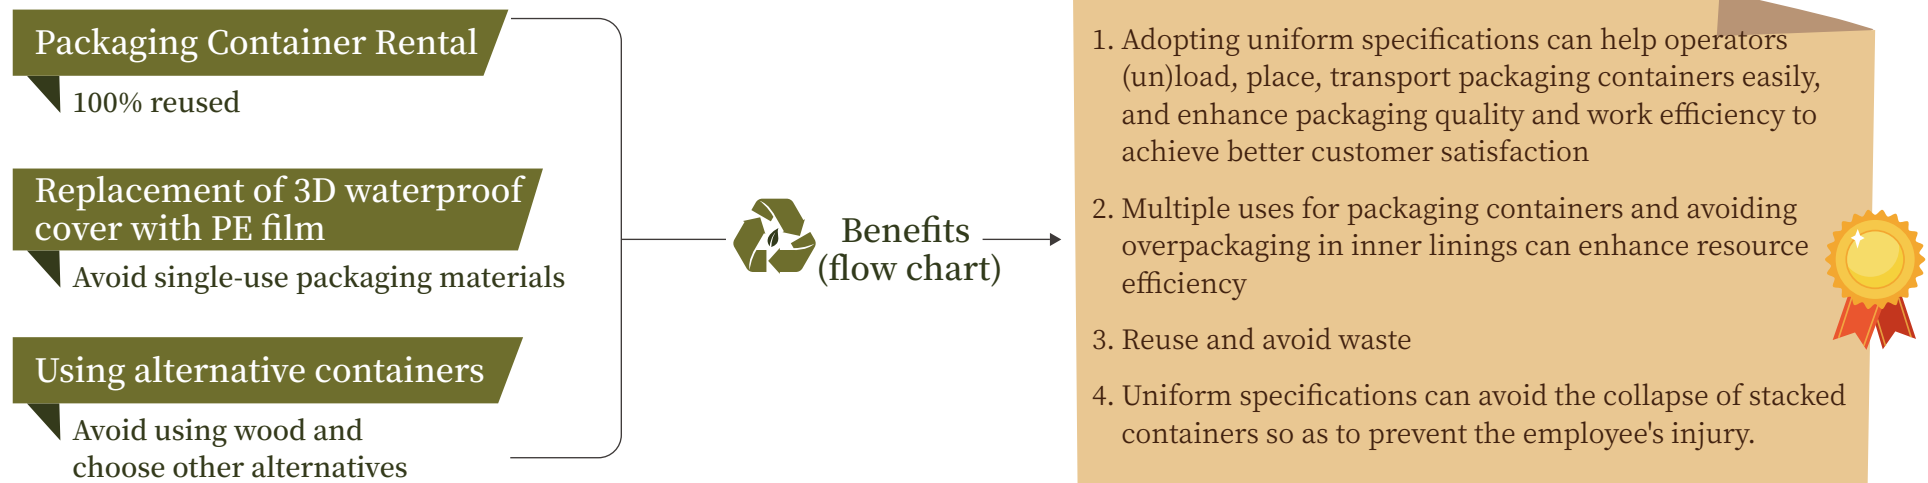 Packaging Container Rental
100% reused
Replacement of 3D waterproof
cover with PE film
Avoid single-use packaging materials
Using alternative containers
Avoid using wood and
choose other alternatives
Benefits
(flow chart)
1. Adopting uniform specifications can help operators
(un)load, place, transport packaging containers easily,
and enhance packaging quality and work efficiency to
achieve better customer satisfaction
2. Multiple uses for packaging containers and avoiding
overpackaging in inner linings can enhance resource
efficiency
3. Reuse and avoid waste
4. Uniform specifications can avoid the collapse of stacked
containers so as to prevent the employee's injury.